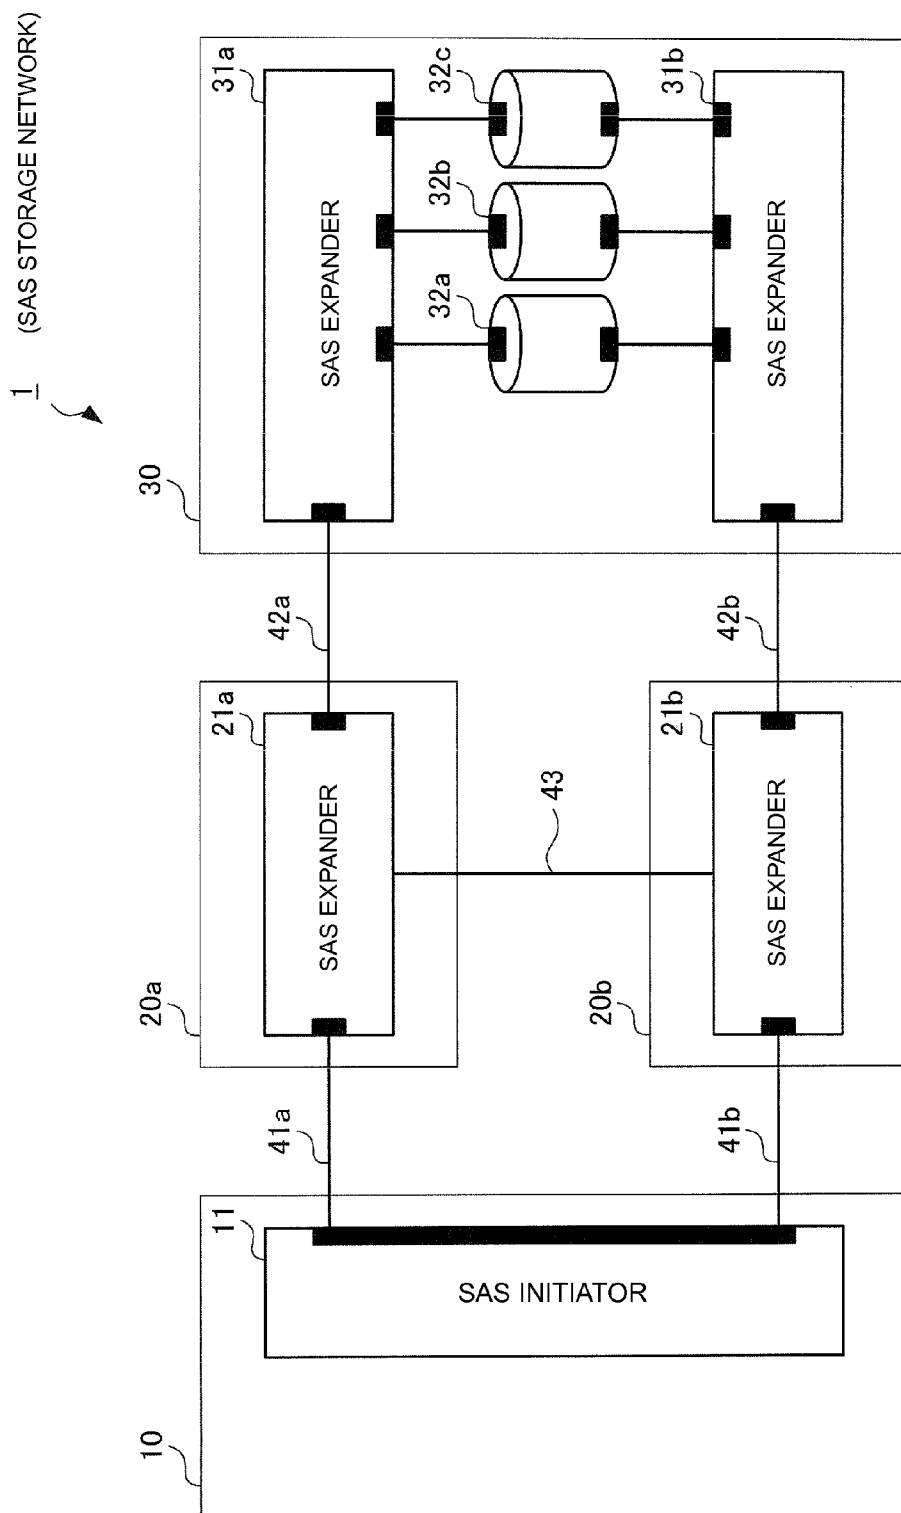 1 (SAS STORAGE NETWORK)
10
11
SAS INITIATOR
41a
41b
20a
21a
SAS EXPANDER
43
20b
21b
SAS EXPANDER
42a
42b
30
31a
SAS EXPANDER
32a
32b
32c
31b
SAS EXPANDER